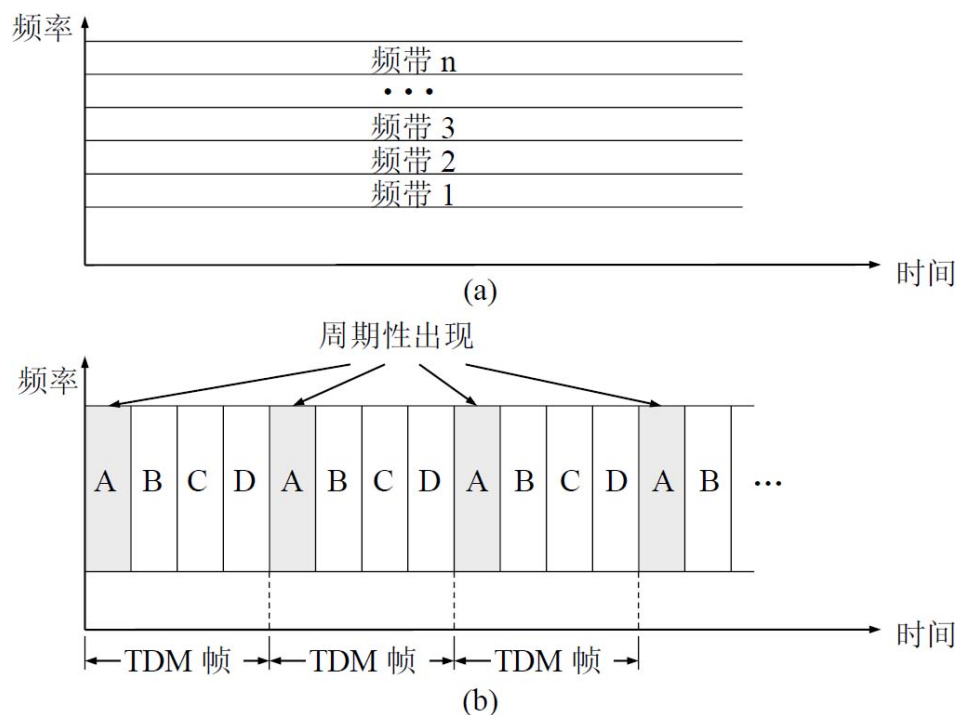 频率
频带 n
•••
频带 3
频带 2
频带 1
时间
(a)
周期性出现
频率
A B C D A B C D A B C D A B •••
时间
TDM 帧 TDM 帧 TDM 帧
(b)